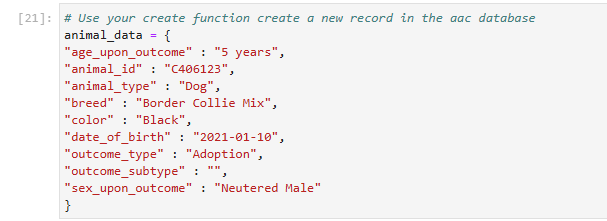 [21]: # Use your create function create a new record in the aac database
animal_data = {
"age_upon_outcome" : "5 years",
"animal_id" : "C406123",
"animal_type" : "Dog",
"breed" : "Border Collie Mix",
"color" : "Black",
"date_of_birth" : "2021-01-10",
"outcome_type" : "Adoption",
"outcome_subtype" : "",
"sex_upon_outcome" : "Neutered Male"
}